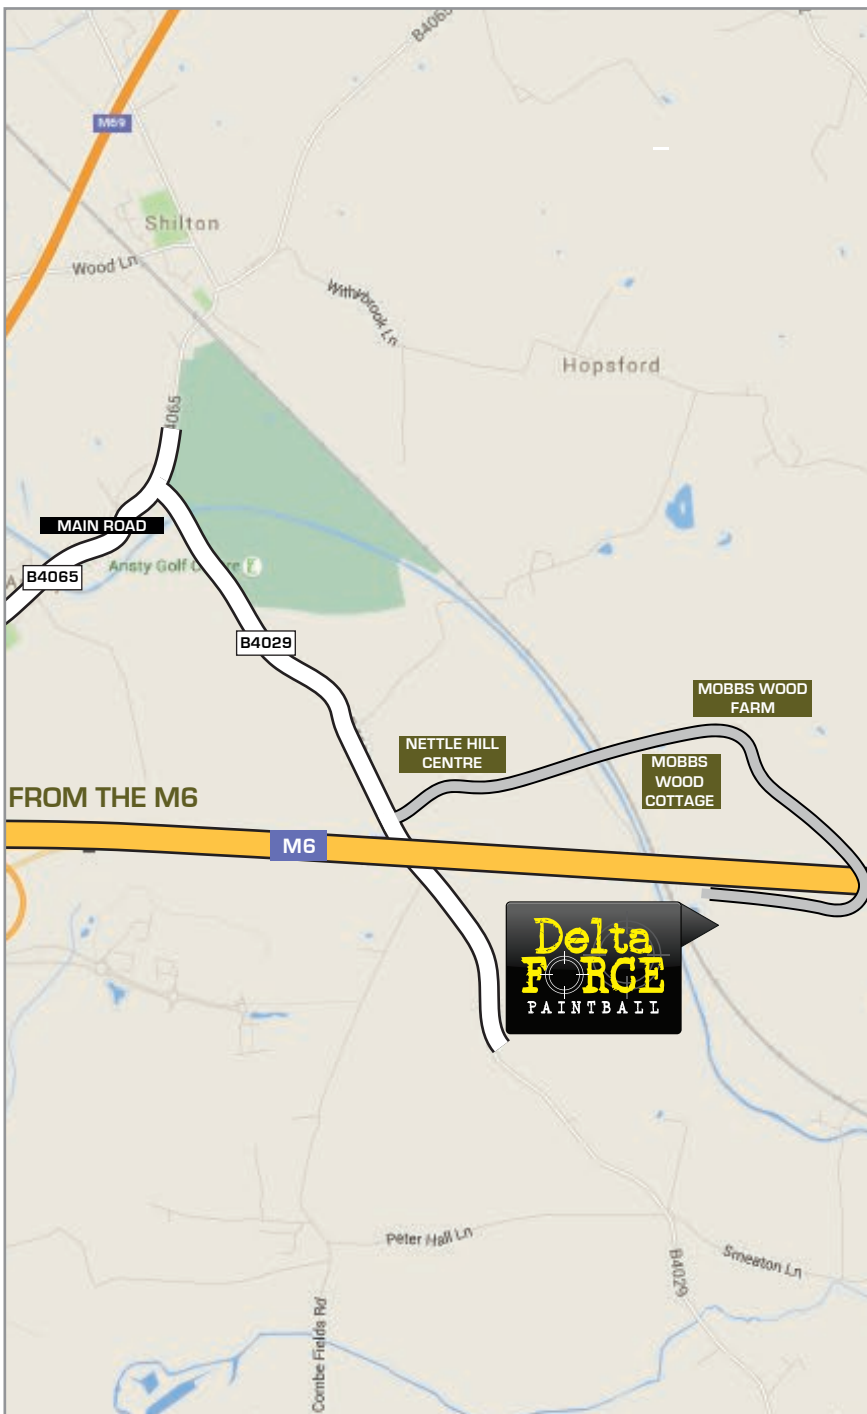 B4065
M69
Shilton
Wood Ln
Withybrook Ln
Hopsford
4065
MAIN ROAD
B4065
Ansty Golf C
B4029
MOBBS WOOD
FARM
NETTLE HILL
CENTRE
MOBBS
WOOD
COTTAGE
FROM THE M6
M6
Delta
FORCE
PAINTBALL
Peter Hall Ln
B4029
Smeaton Ln
Combe Fields Rd